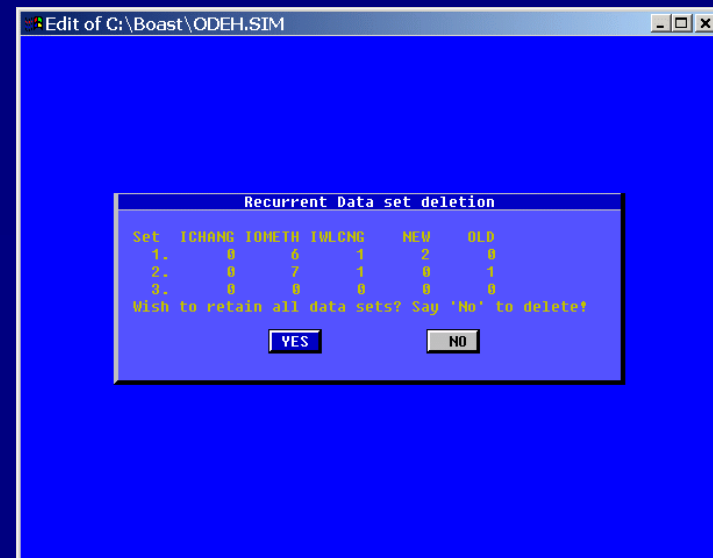 Edit of C:\Boast\ODEH.SIM
Recurrent Data set deletion
Set ICHANG IOMETH IWLCNG NEW OLD
1. 0 6 1 2 0
2. 0 7 1 0 1
3. 0 0 0 0 0
Wish to retain all data sets? Say 'No' to delete!
YES NO